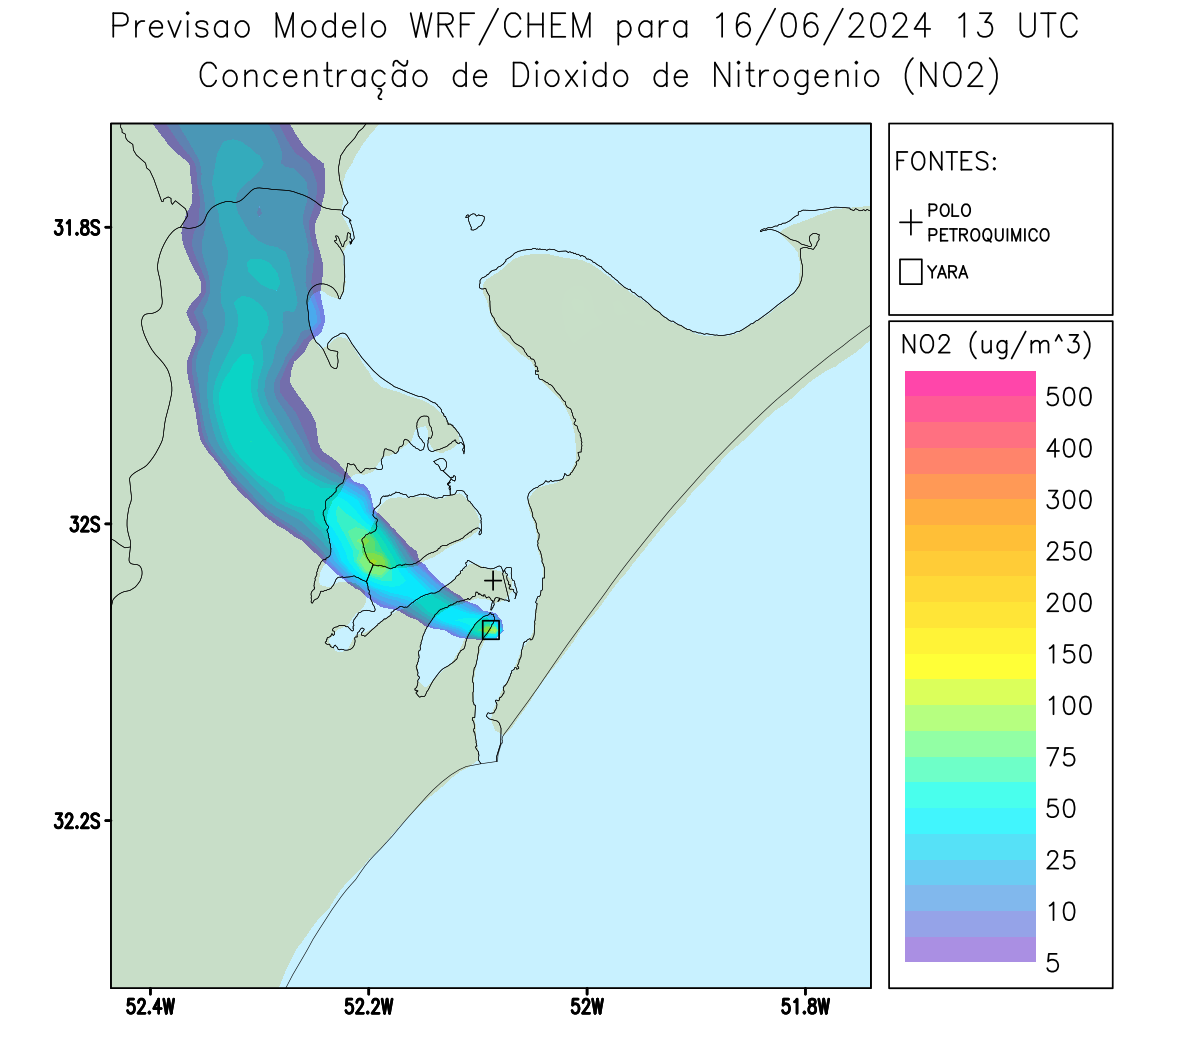 Previsao Modelo WRF/CHEM para 16/06/2024 13 UTC
Concentração de Dioxido de Nitrogenio (NO2)
FONTES:
POLO
PETROQUIMICO
YARA
NO2 (ug/m^3)
500
400
300
250
200
150
100
75
50
25
10
5
31.8S
32S
32.2S
52.4W
52.2W
52W
51.8W